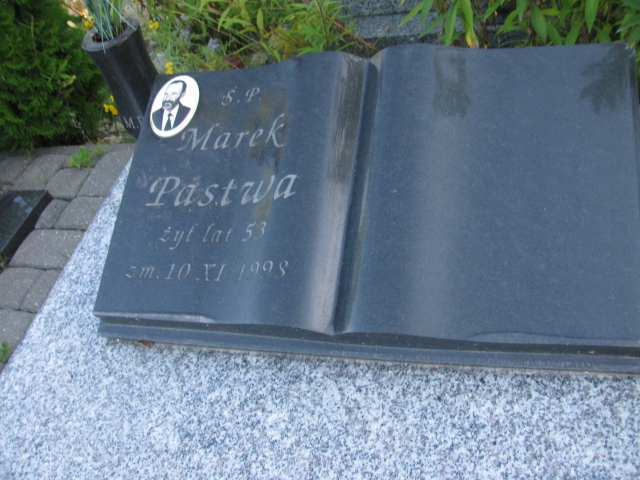 Ś.P
Marek
Pastwa
żył lat 53
zm. 10 XI 1998